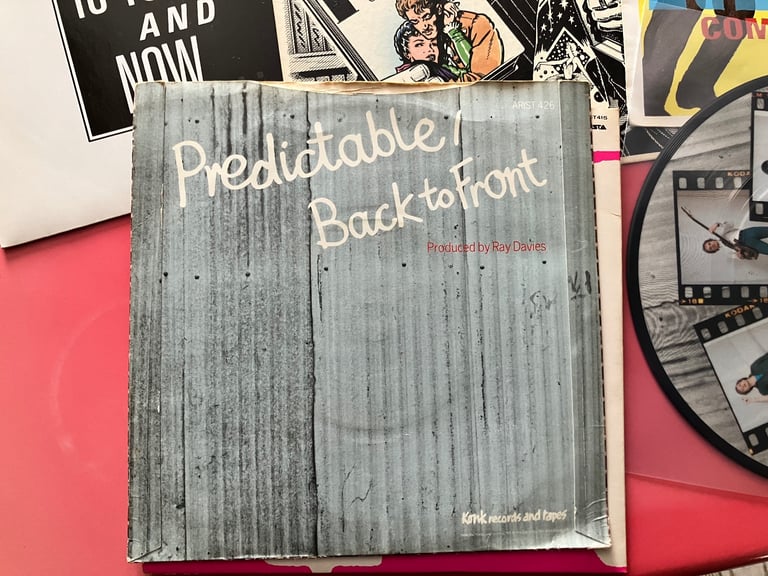 AND
NOW
CON
ARIST 426
Predictable /
Back to Front
Produced by Ray Davies
Konk records and tapes
KODAK